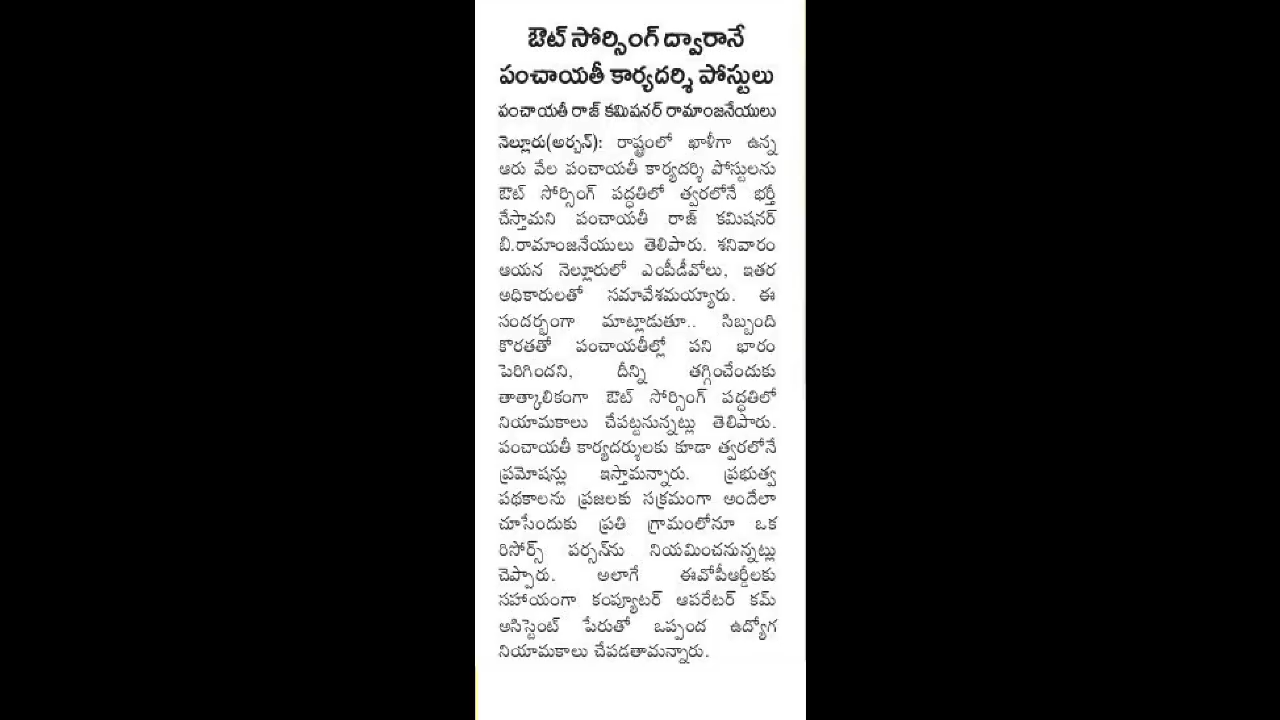 ఔట్ సోర్సింగ్ ద్వారానే
పంచాయతీ కార్యదర్శి పోస్టులు
పంచాయతీ రాజ్ కమిషనర్ రామాంజనేయులు
నెల్లూరు(అర్బన్): రాష్ట్రంలో ఖాళీగా ఉన్న
ఆరు వేల పంచాయతీ కార్యదర్శి పోస్టులను
ఔట్ సోర్సింగ్ పద్ధతిలో త్వరలోనే భర్తీ
చేస్తామని పంచాయతీ రాజ్ కమిషనర్
బి.రామాంజనేయులు తెలిపారు. శనివారం
ఆయన నెల్లూరులో ఎంపీడీవోలు, ఇతర
అధికారులతో సమావేశమయ్యారు. ఈ
సందర్భంగా మాట్లాడుతూ.. సిబ్బంది
కొరతతో పంచాయతీల్లో పని భారం
పెరిగిందని, దీన్ని తగ్గించేందుకు
తాత్కాలికంగా ఔట్ సోర్సింగ్ పద్ధతిలో
నియామకాలు చేపట్టనున్నట్లు తెలిపారు.
పంచాయతీ కార్యదర్శులకు కూడా త్వరలోనే
ప్రమోషన్లు ఇస్తామన్నారు. ప్రభుత్వ
పథకాలను ప్రజలకు సక్రమంగా అందేలా
చూసేందుకు ప్రతి గ్రామంలోనూ ఒక
రిసోర్స్ పర్సన్‌ను నియమించనున్నట్లు
చెప్పారు. అలాగే ఈవోపీఆర్డీలకు
సహాయంగా కంప్యూటర్ ఆపరేటర్ కమ్
అసిస్టెంట్ పేరుతో ఒప్పంద ఉద్యోగ
నియామకాలు చేపడతామన్నారు.